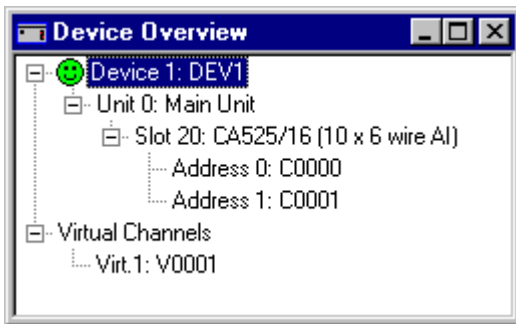 Device Overview
Device 1: DEV1
Unit 0: Main Unit
Slot 20: CA525/16 (10 x 6 wire AI)
Address 0: C0000
Address 1: C0001
Virtual Channels
Virt.1: V0001